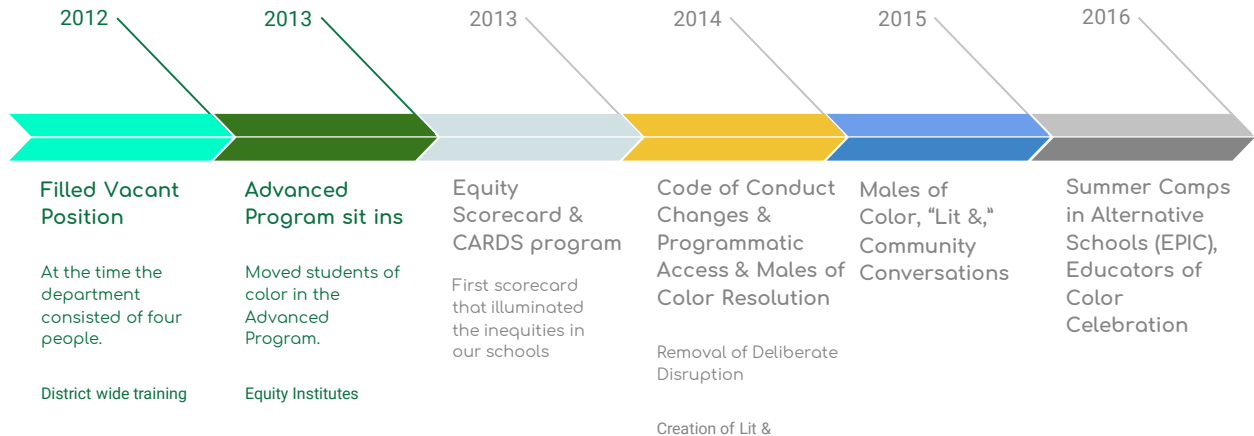 2012
2013
2013
2014
2015
2016
Filled Vacant
Position
At the time the
department
consisted of four
people.
District wide training
Advanced
Program sit ins
Moved students of
color in the
Advanced
Program.
Equity Institutes
Equity
Scorecard &
CARDS program
First scorecard
that illuminated
the inequities in
our schools
Code of Conduct
Changes &
Programmatic
Access & Males of
Color Resolution
Removal of Deliberate
Disruption
Creation of Lit &
Males of
Color, “Lit &,”
Community
Conversations
Summer Camps
in Alternative
Schools (EPIC),
Educators of
Color
Celebration